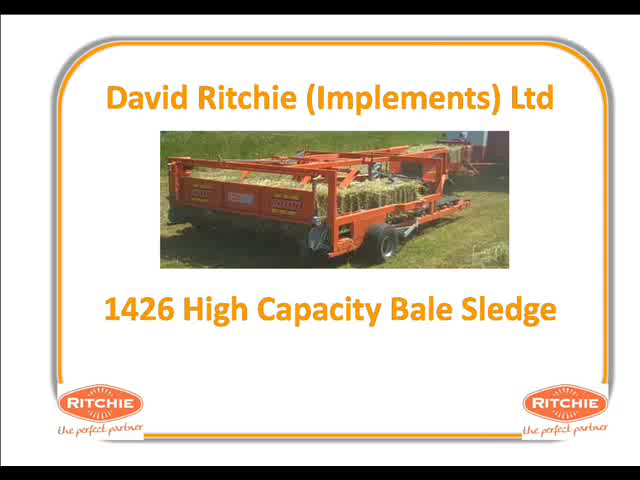 David Ritchie (Implements) Ltd
1426 High Capacity Bale Sledge
RITCHIE
the perfect partner
RITCHIE
the perfect partner